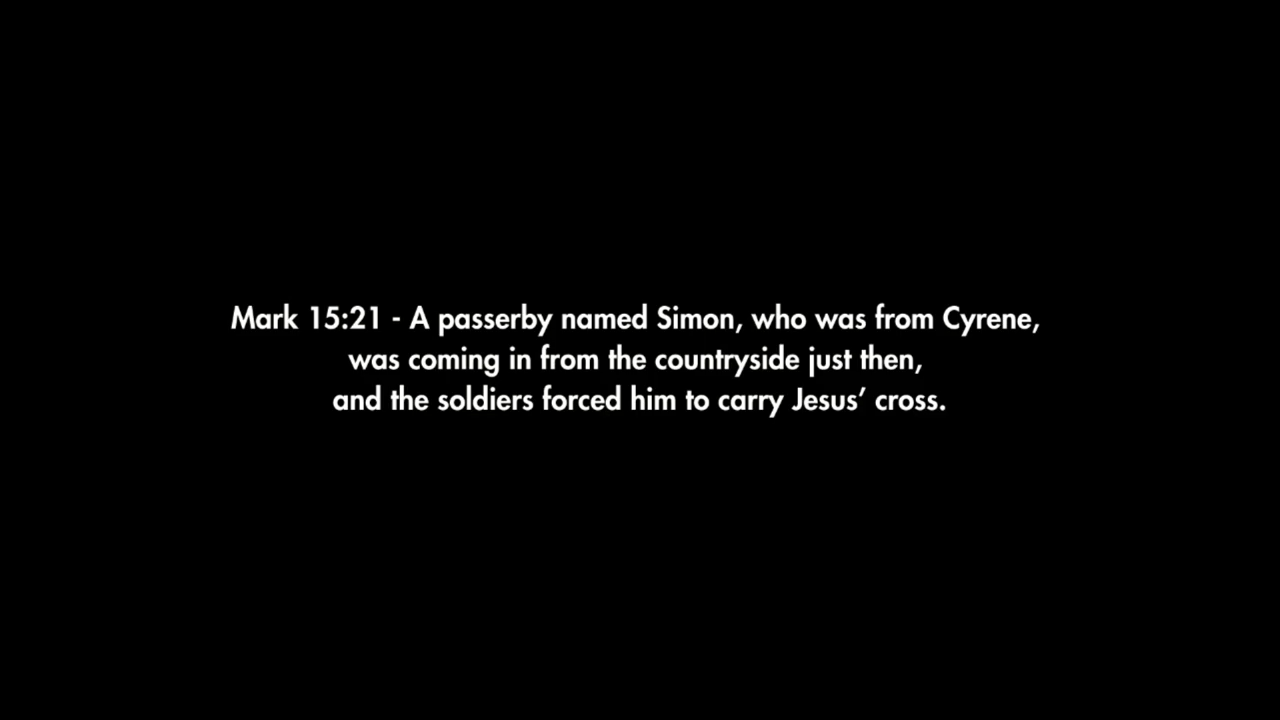 Mark 15:21 - A passerby named Simon, who was from Cyrene,
was coming in from the countryside just then,
and the soldiers forced him to carry Jesus’ cross.